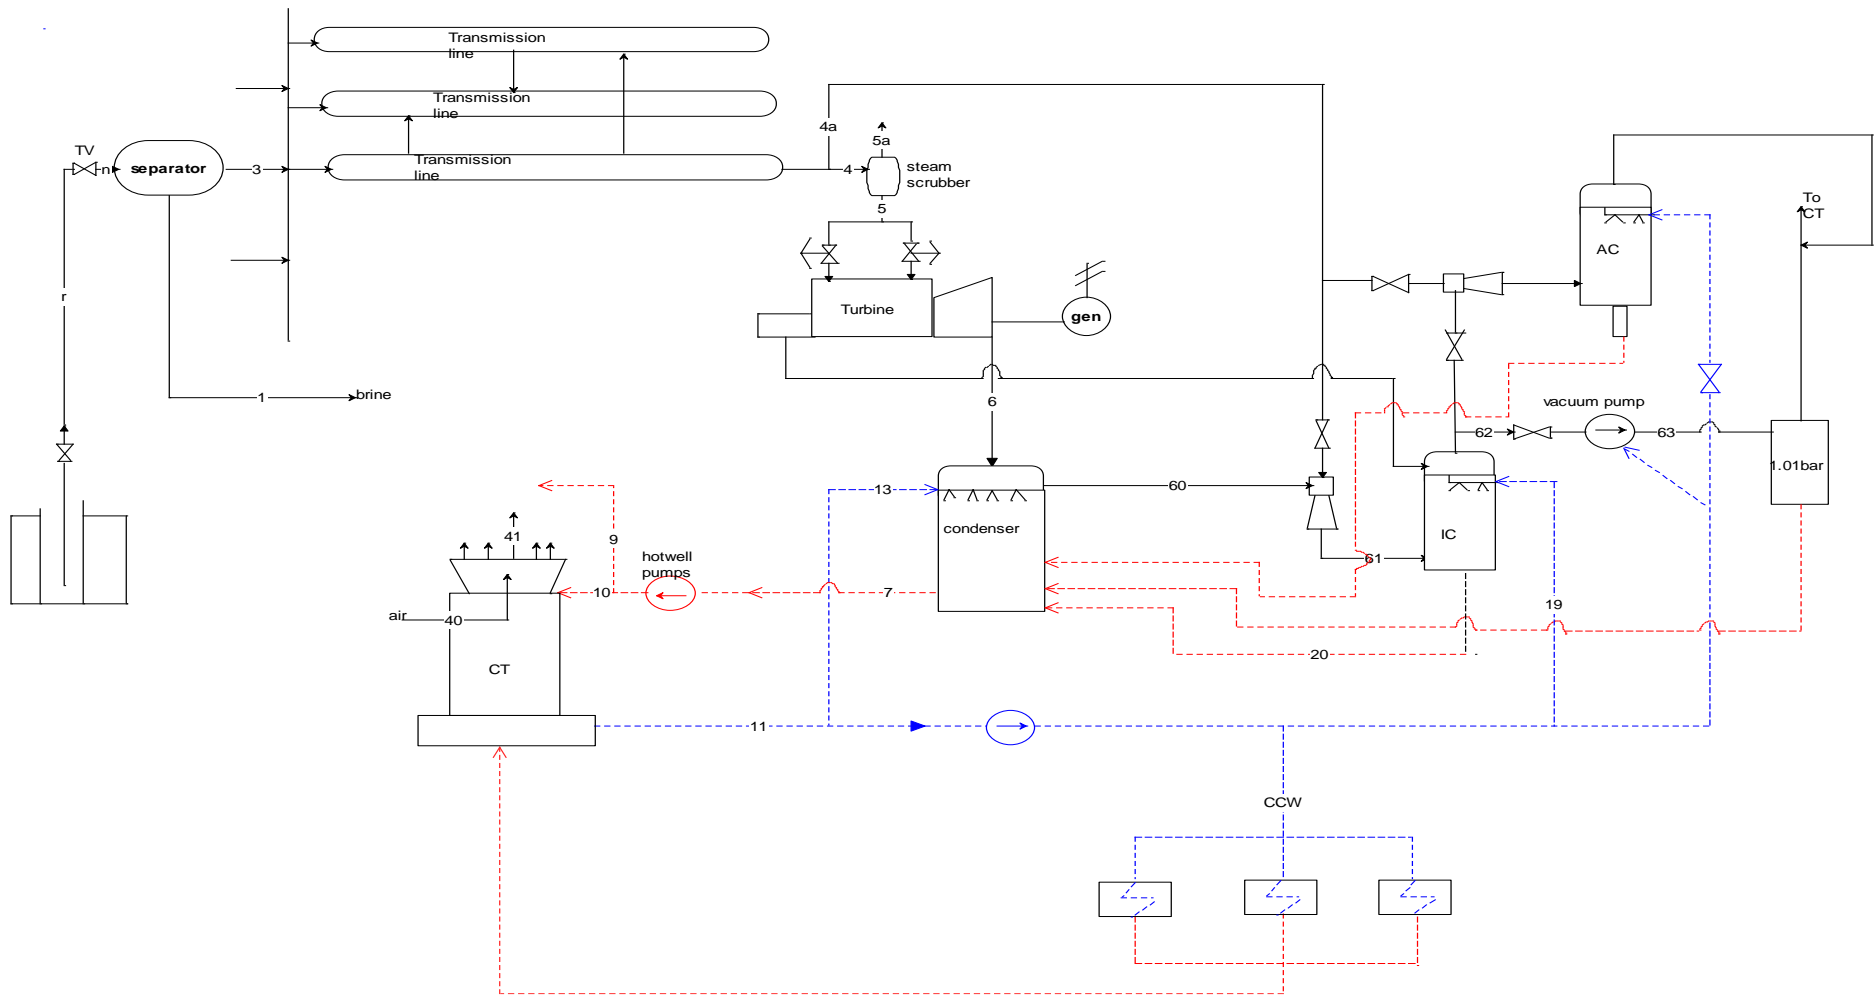 Transmission
line
Transmission
line
Transmission
line
TV
n
separator
3
4a
5a
4
steam
scrubber
5
To
CT
AC
r
Turbine
gen
1
brine
6
vacuum pump
62
63
1.01bar
13
60
condenser
IC
41
9
hotwell
pumps
61
10
7
air
40
19
CT
20
11
CCW